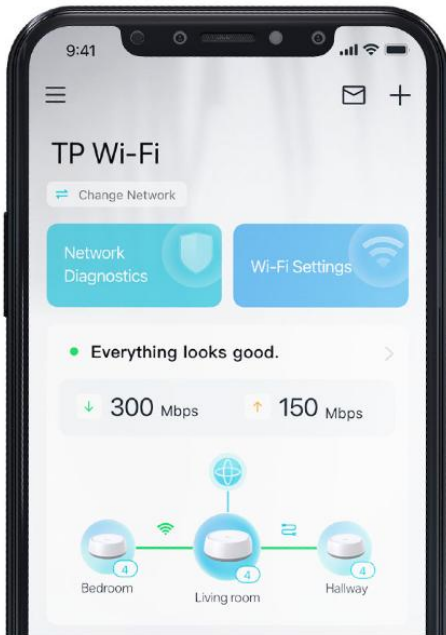 9:41
TP Wi-Fi
Change Network
Network
Diagnostics
Wi-Fi Settings
Everything looks good.
300 Mbps
150 Mbps
4
4
4
Bedroom
Living room
Hallway